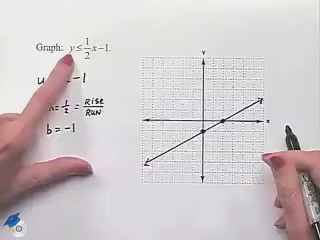 Graph: y ≤ 1/2 x − 1.
−1
= 1/2 = RISE/RUN
b = −1
y
x